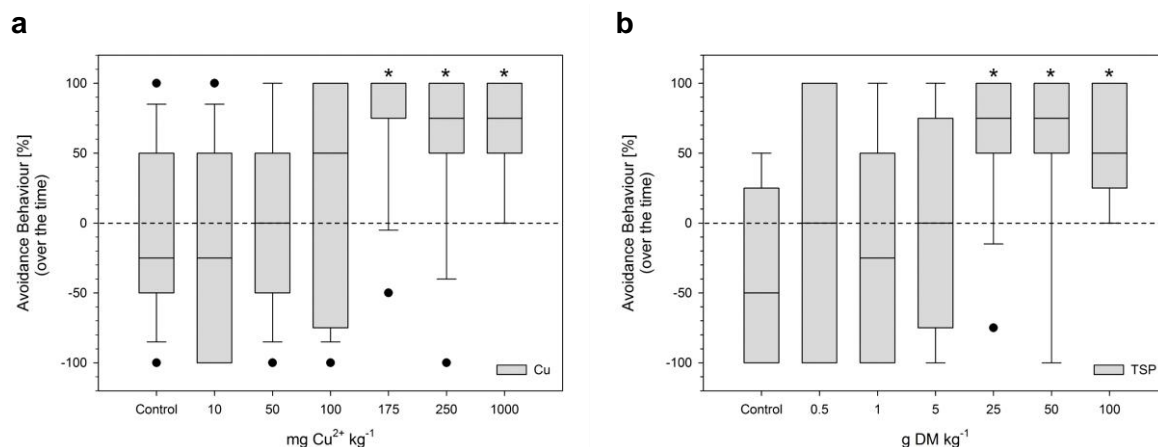 a
Avoidance Behaviour [%]
(over the time)
100
50
0
-50
-100
* * *
Cu
Control 10 50 100 175 250 1000
mg Cu²⁺ kg⁻¹
b
Avoidance Behaviour [%]
(over the time)
100
50
0
-50
-100
* * *
TSP
Control 0.5 1 5 25 50 100
g DM kg⁻¹